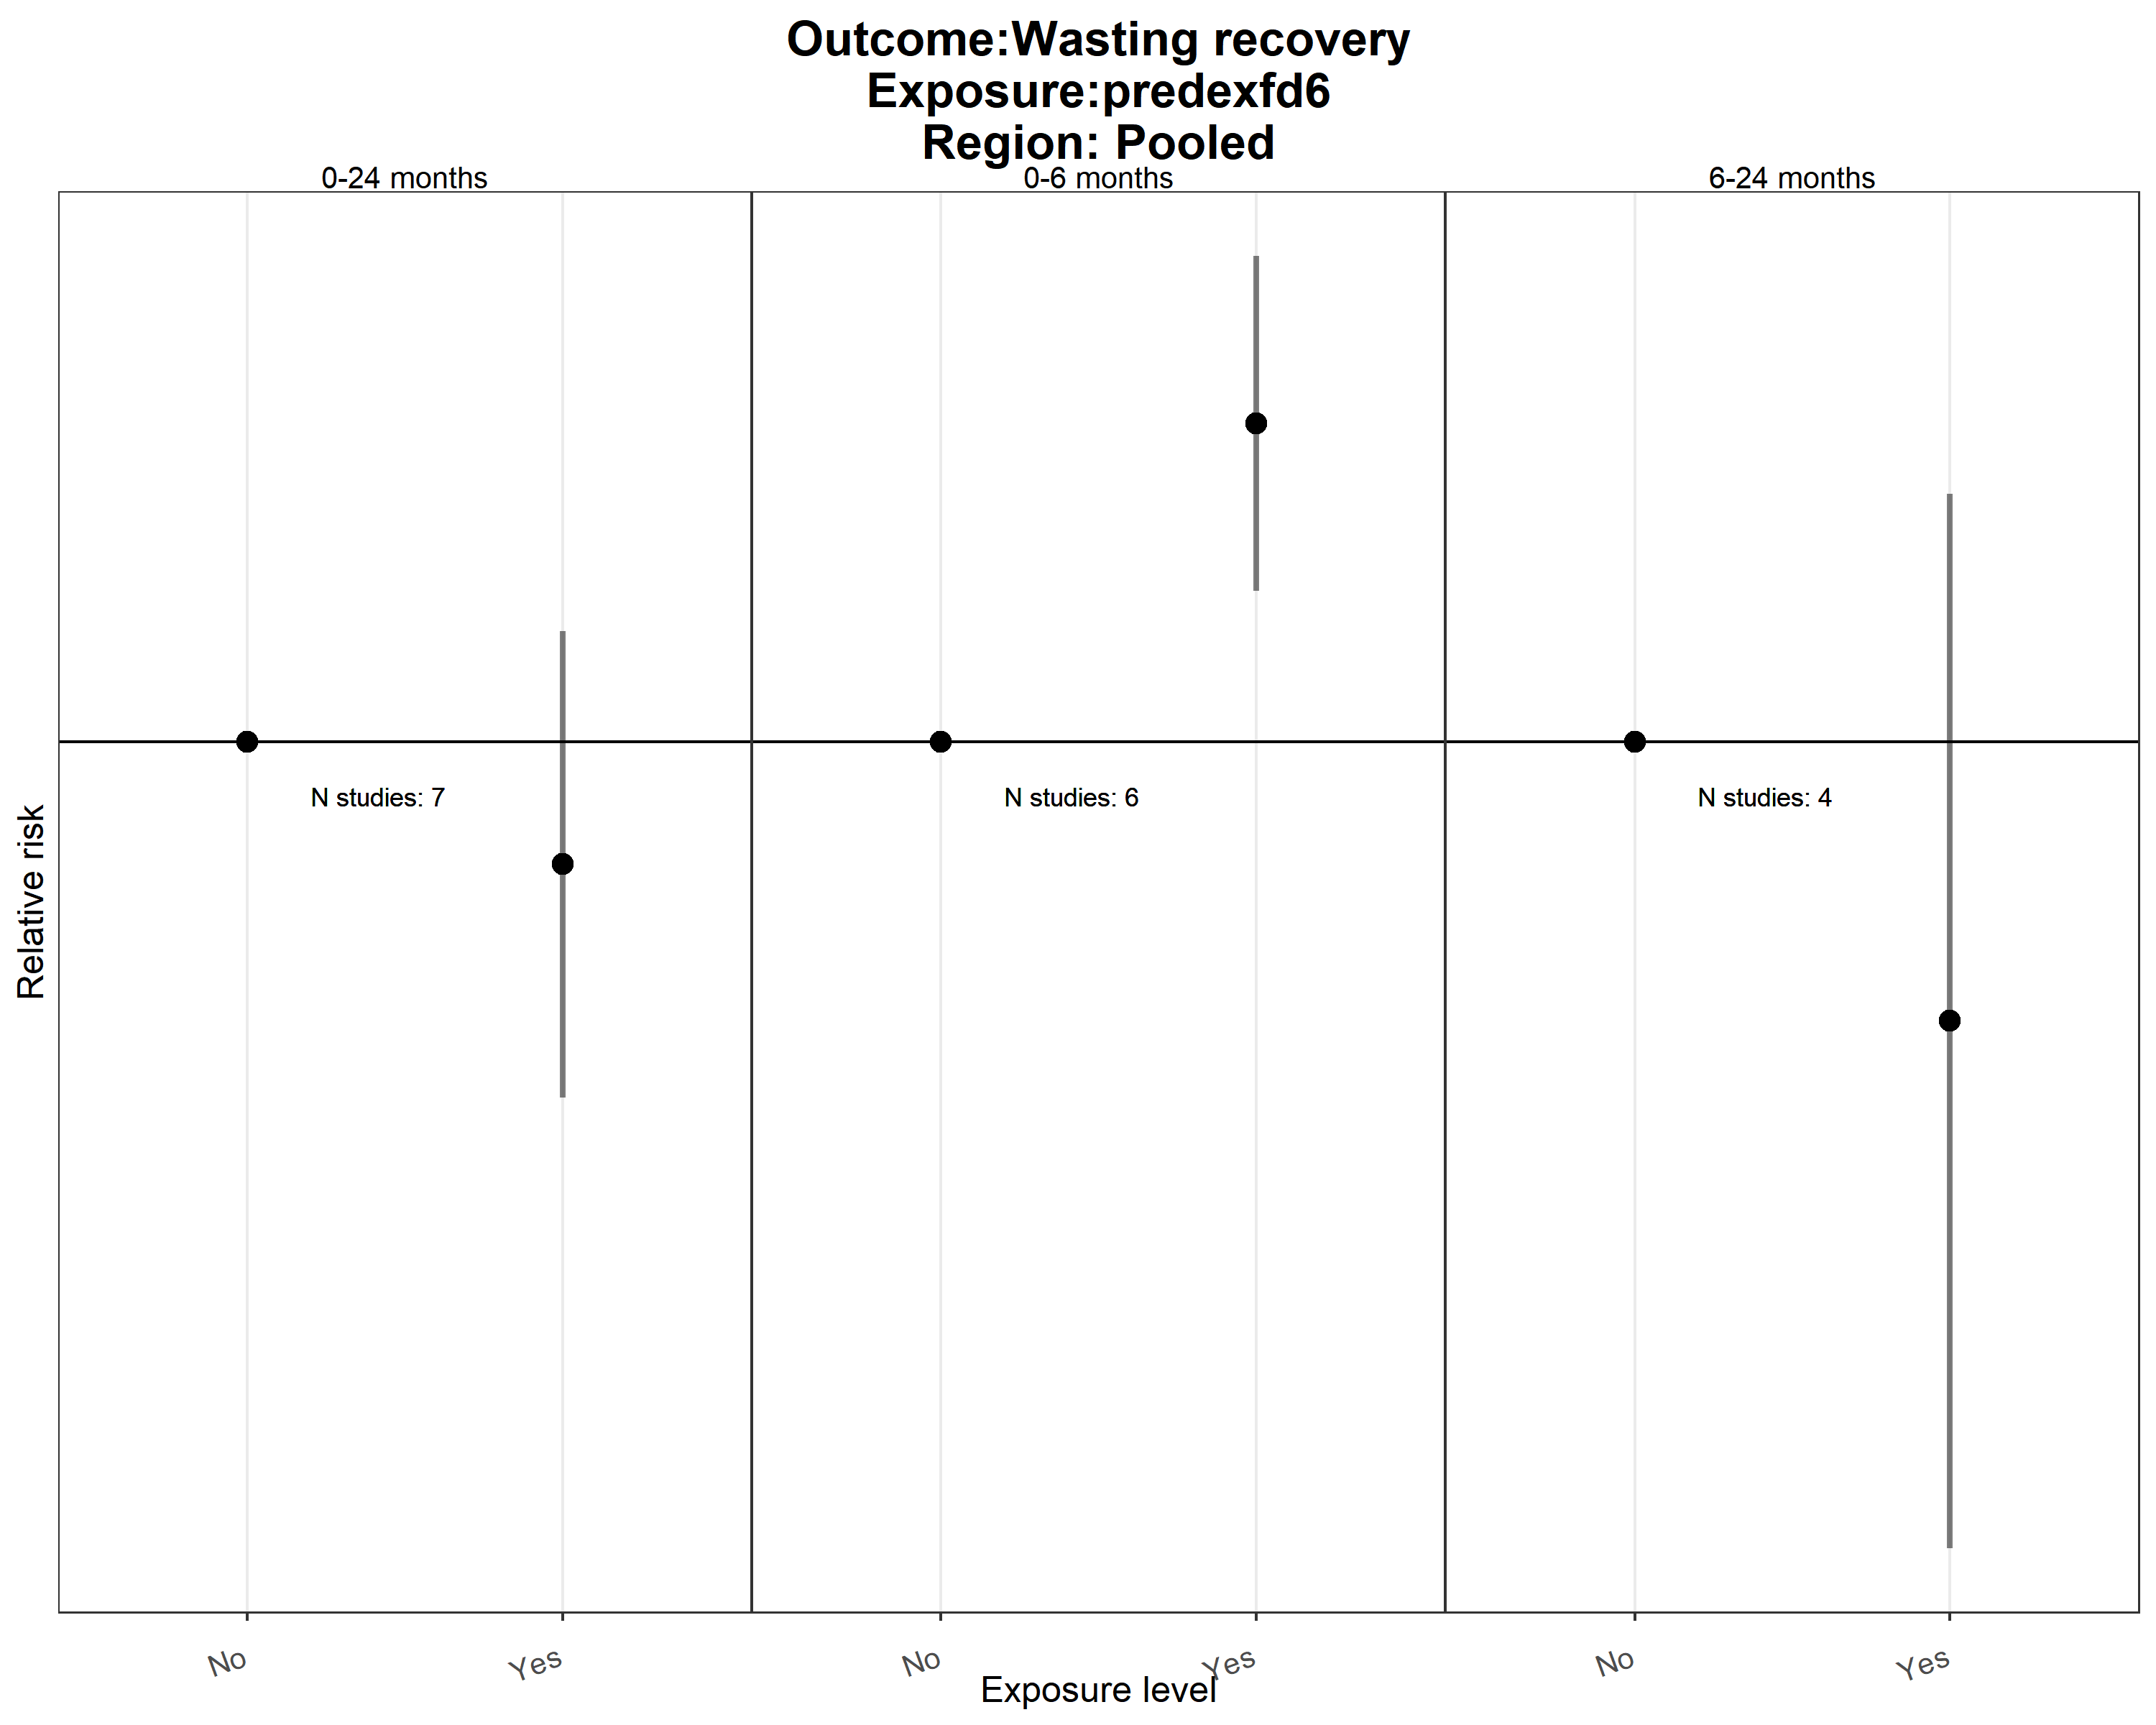 Outcome:Wasting recovery
Exposure:predexfd6
Region: Pooled
0-24 months
0-6 months
6-24 months
N studies: 7
N studies: 6
N studies: 4
Relative risk
No
Yes
No
Yes
No
Yes
Exposure level